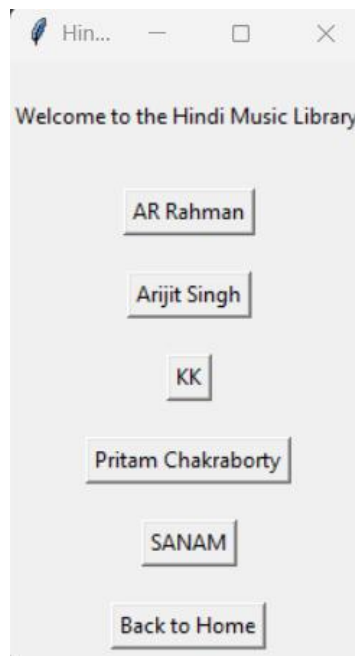 Hin...
Welcome to the Hindi Music Library
AR Rahman
Arijit Singh
KK
Pritam Chakraborty
SANAM
Back to Home